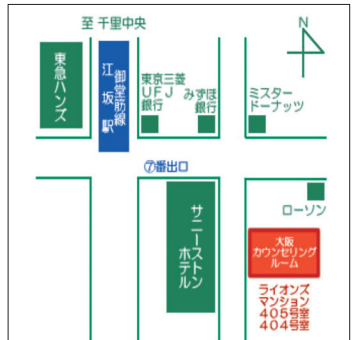 至 千里中央
N
東急ハンズ
御堂筋線
江坂駅
東京三菱
UFJ
銀行
みずほ
銀行
ミスター
ドーナッツ
⑦番出口
サニーストン
ホテル
ローソン
大阪
カウンセリング
ルーム
ライオンズ
マンション
405号室
404号室